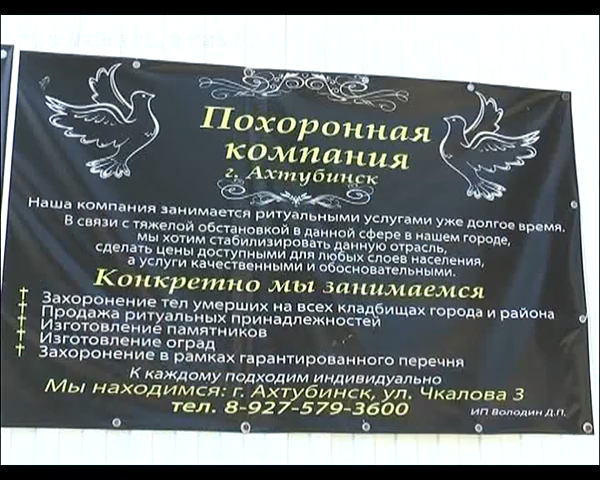 Похоронная
компания
г. Ахтубинск
Наша компания занимается ритуальными услугами уже долгое время.
В связи с тяжелой обстановкой в данной сфере в нашем городе,
мы хотим стабилизировать данную отрасль,
сделать цены доступными для любых слоев населения,
а услуги качественными и обосновательными.
Конкретно мы занимаемся
Захоронение тел умерших на всех кладбищах города и района
Продажа ритуальных принадлежностей
Изготовление памятников
Изготовление оград
Захоронение в рамках гарантированного перечня
К каждому подходим индивидуально
Мы находимся: г. Ахтубинск, ул. Чкалова 3
тел. 8-927-579-3600
ИП Володин Д.П.